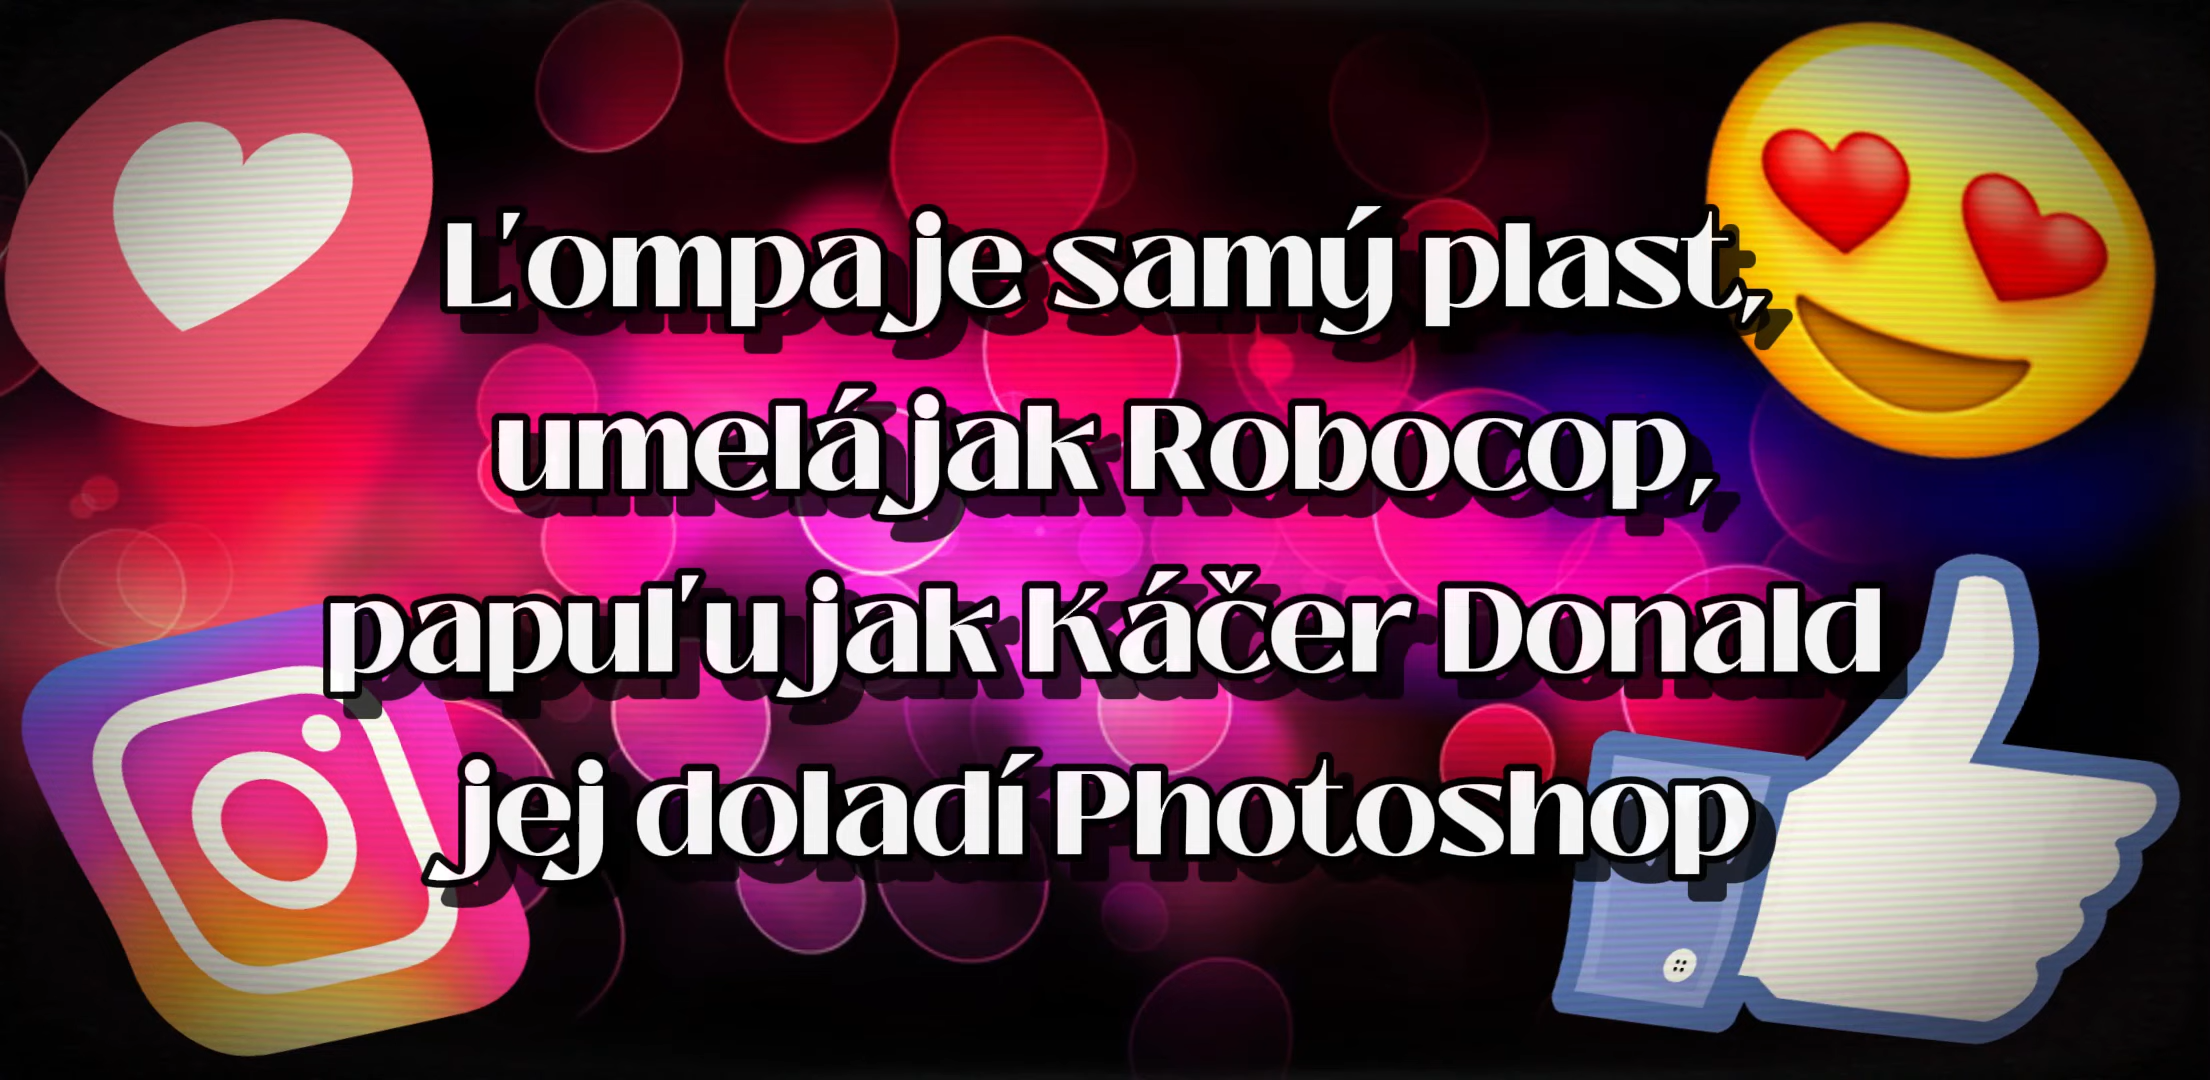 Ľompa je samý plast,
umelá jak Robocop,
papuľu jak Káčer Donald
jej doladí Photoshop